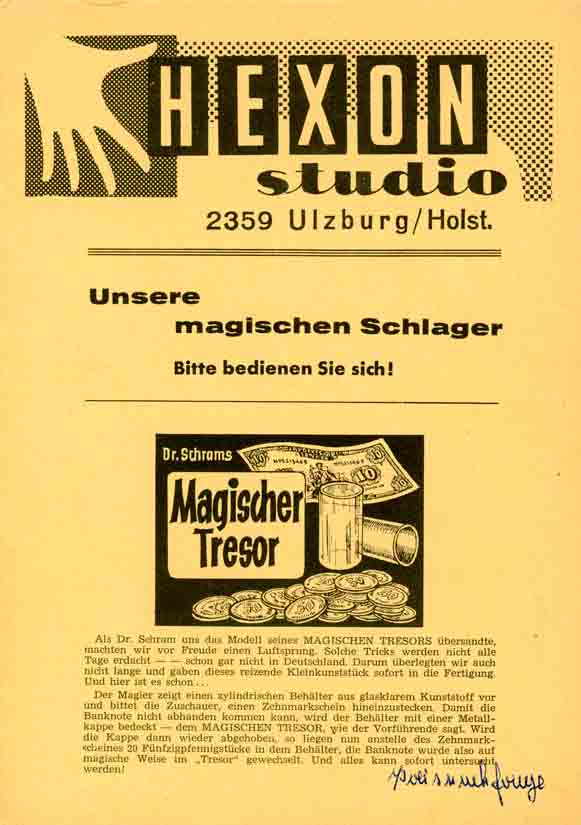 HEXON
studio
2359 Ulzburg/Holst.
Unsere
magischen Schlager
Bitte bedienen Sie sich!
Dr. Schrams
Magischer
Tresor
10
10
Als Dr. Schram uns das Modell seines MAGISCHEN TRESORS übersandte,
machten wir vor Freude einen Luftsprung. Solche Tricks werden nicht alle
Tage erdacht — — schon gar nicht in Deutschland. Darum überlegten wir auch
nicht lange und gaben dieses reizende Kleinkunststück sofort in die Fertigung.
Und hier ist es schon . . .
Der Magier zeigt einen zylindrischen Behälter aus glasklarem Kunststoff vor
und bittet die Zuschauer, einen Zehnmarkschein hineinzustecken. Damit die
Banknote nicht abhanden kommen kann, wird der Behälter mit einer Metall-
kappe bedeckt — dem MAGISCHEN TRESOR, wie der Vorführende sagt. Wird
die Kappe dann wieder abgehoben, so liegen nun anstelle des Zehnmark-
scheines 20 Fünfzigpfennigstücke in dem Behälter, die Banknote wurde also auf
magische Weise im „Tresor" gewechselt. Und alles kann sofort untersucht
werden!